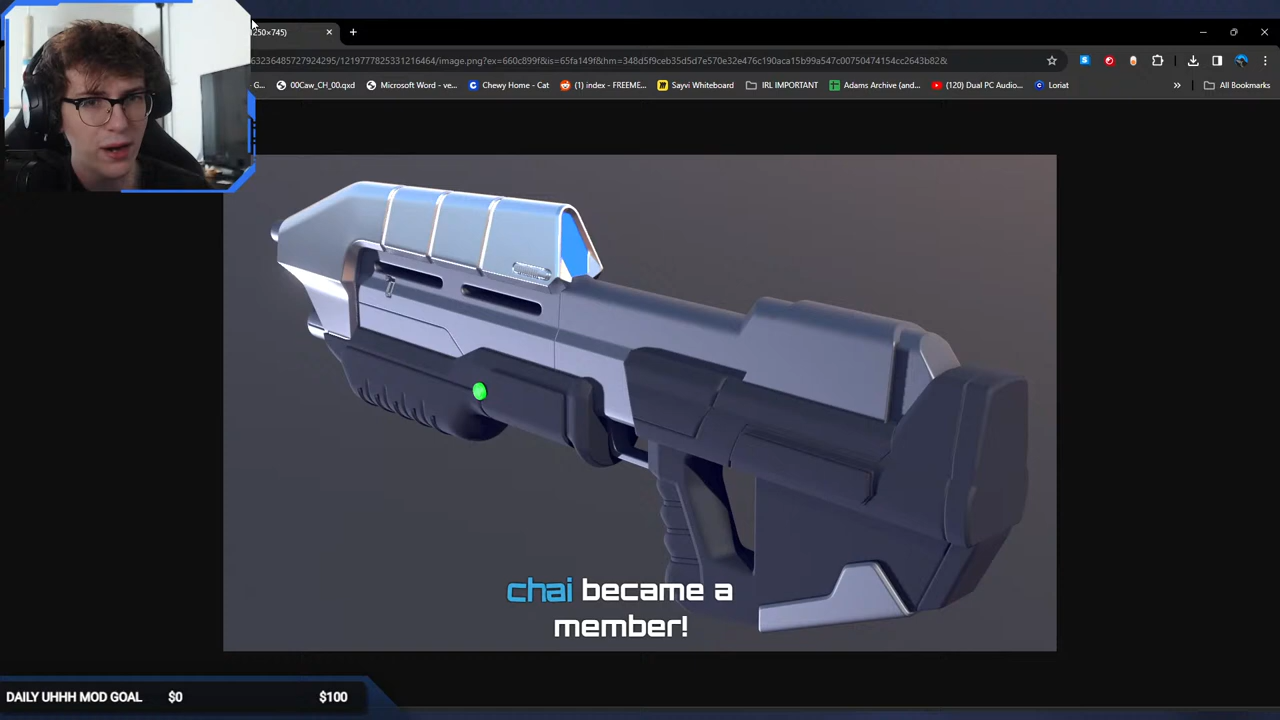 250×745)
63236485727924295/1219777825331216464/image.png?ex=660c899f&is=65fa149f&hm=348d5f9ceb35d5d7e570e32e476c190aca15b99a547c00750474154cc2643b82&
G... 00Caw_CH_00.qxd Microsoft Word - ve... Chewy Home - Cat (1) index - FREEME... Sayvi Whiteboard IRL IMPORTANT Adams Archive (and... (120) Dual PC Audio... Loriat » All Bookmarks
chai became a
member!
DAILY UHHH MOD GOAL $0 $100